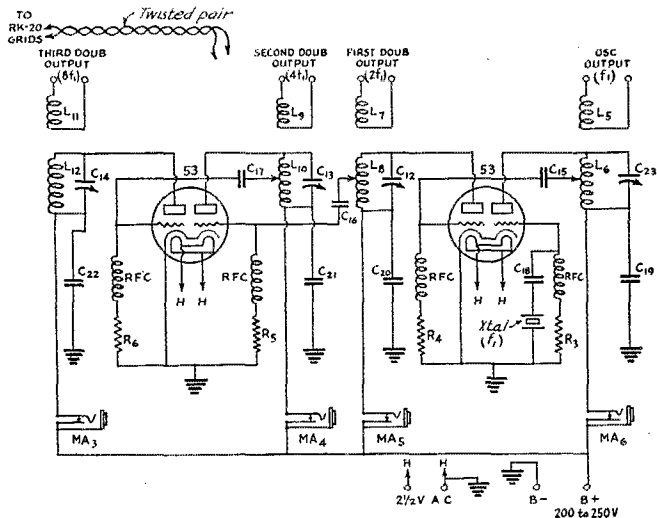 TO
RK-20
GRIDS
Twisted pair
THIRD DOUB
OUTPUT
(8f₁)
SECOND DOUB
OUTPUT
(4f₁)
FIRST DOUB
OUTPUT
(2f₁)
OSC
OUTPUT
(f₁)
L₁₁
L₉
L₇
L₅
L₁₂
C₁₄
53
C₁₇
L₁₀
C₁₃
L₈
C₁₂
53
C₁₅
L₆
C₂₃
C₁₆
C₂₂
RFC
H
H
RFC
C₂₁
C₂₀
RFC
H
H
C₁₈
RFC
C₁₉
R₆
R₅
R₄
Xtal
(f₁)
R₃
MA₃
MA₄
MA₅
MA₆
H
H
2½V AC
B-
B+
200 to 250V